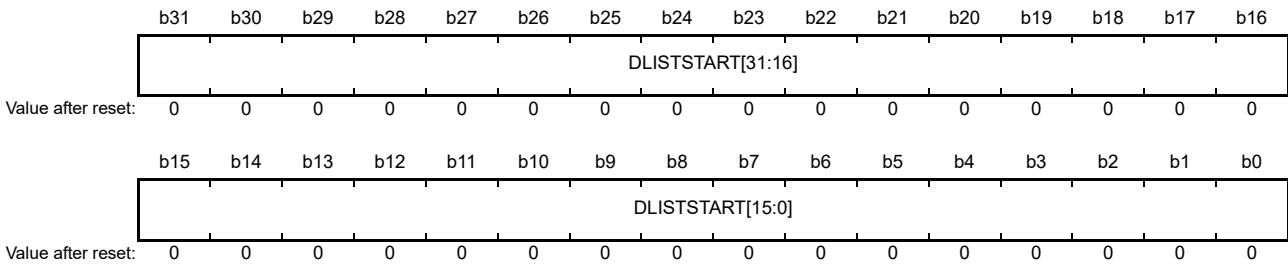 b31 b30 b29 b28 b27 b26 b25 b24 b23 b22 b21 b20 b19 b18 b17 b16
DLISTSTART[31:16]
Value after reset: 0 0 0 0 0 0 0 0 0 0 0 0 0 0 0 0
b15 b14 b13 b12 b11 b10 b9 b8 b7 b6 b5 b4 b3 b2 b1 b0
DLISTSTART[15:0]
Value after reset: 0 0 0 0 0 0 0 0 0 0 0 0 0 0 0 0